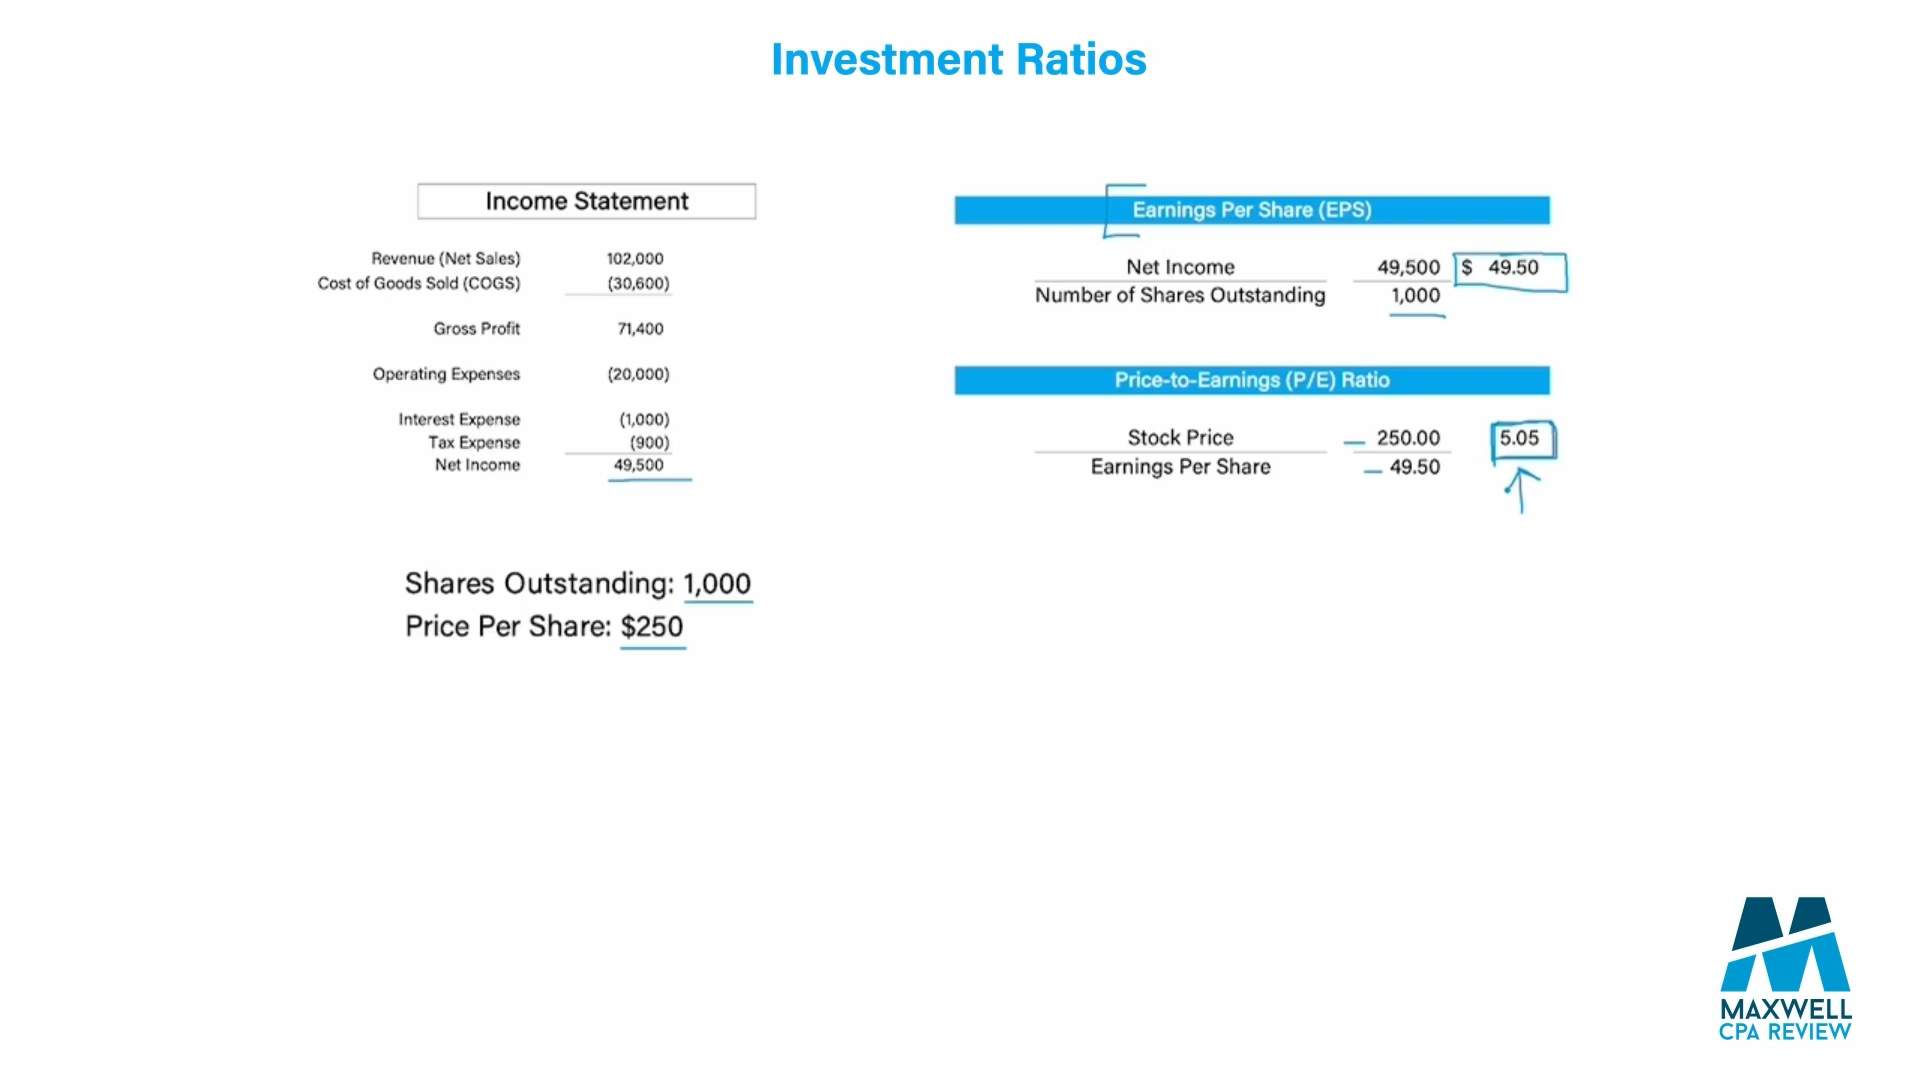 Investment Ratios
Income Statement
Revenue (Net Sales) 102,000
Cost of Goods Sold (COGS) (30,600)
Gross Profit 71,400
Operating Expenses (20,000)
Interest Expense (1,000)
Tax Expense (900)
Net Income 49,500
Shares Outstanding: 1,000
Price Per Share: $250
Earnings Per Share (EPS)
Net Income 49,500 $ 49.50
Number of Shares Outstanding 1,000
Price-to-Earnings (P/E) Ratio
Stock Price 250.00 5.05
Earnings Per Share 49.50
MAXWELL
CPA REVIEW